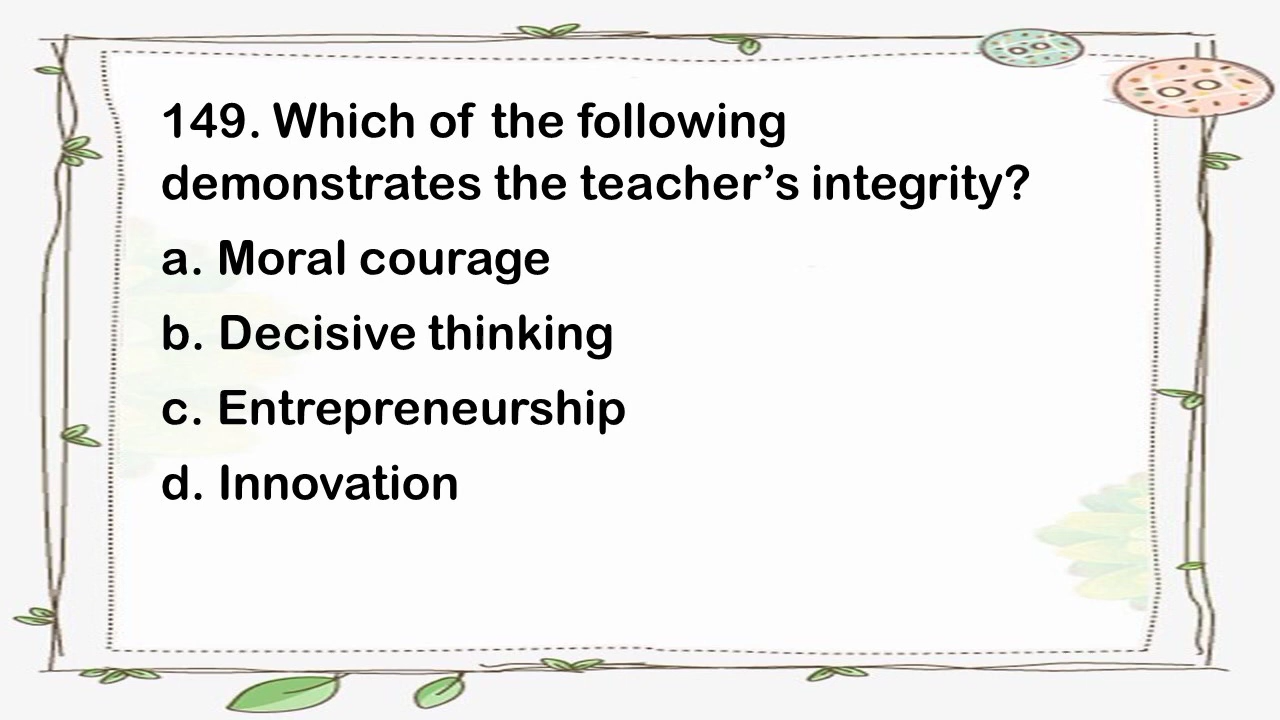 149. Which of the following
demonstrates the teacher’s integrity?
a. Moral courage
b. Decisive thinking
c. Entrepreneurship
d. Innovation